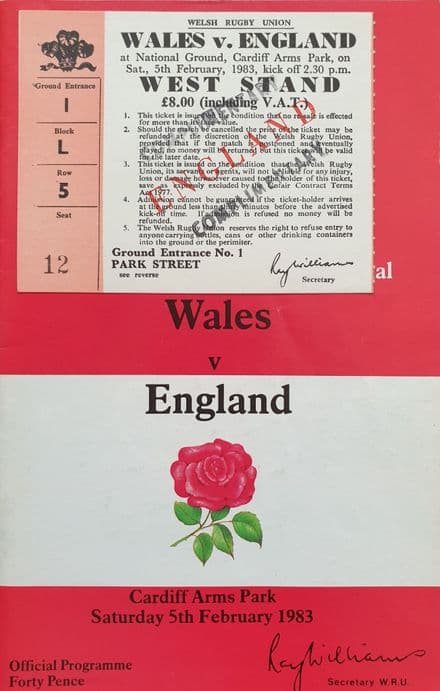 WELSH RUGBY UNION
WALES v. ENGLAND
at National Ground, Cardiff Arms Park, on
Sat., 5th February, 1983, kick off 2.30 p.m.
WEST STAND
£8.00 (including V.A.T.)
Ground Entrance
1
Block
L
Row
5
Seat
12
1. This ticket is issued on the condition that no resale is effected
for more than its face value.
2. Should the match be cancelled the price of the ticket may be
refunded at the discretion of the Welsh Rugby Union,
provided that if the match is postponed and eventually
played, no money will be returned but this ticket will be valid
for the later date.
3. This ticket is issued on the condition that the Welsh Rugby
Union, its servants or agents, will not be liable for any injury,
loss or damage however caused to the holder of this ticket,
save as expressly excluded by the Unfair Contract Terms
Act 1977.
4. Admission cannot be guaranteed if the ticket-holder arrives
at the ground less than minutes before the advertised
kick-off time. If admission is refused no money will be
refunded.
5. The Welsh Rugby Union reserves the right to refuse entry to
anyone carrying bottles, cans or other drinking containers
into the ground or the perimiter.
COMPLIMENTARY
ENGLAND
COMPLIMENTARY
Ground Entrance No. 1
PARK STREET
see reverse
Ray Williams
Secretary
al
Wales
v
England
Cardiff Arms Park
Saturday 5th February 1983
Official Programme
Forty Pence
Ray Williams
Secretary W.R.U.